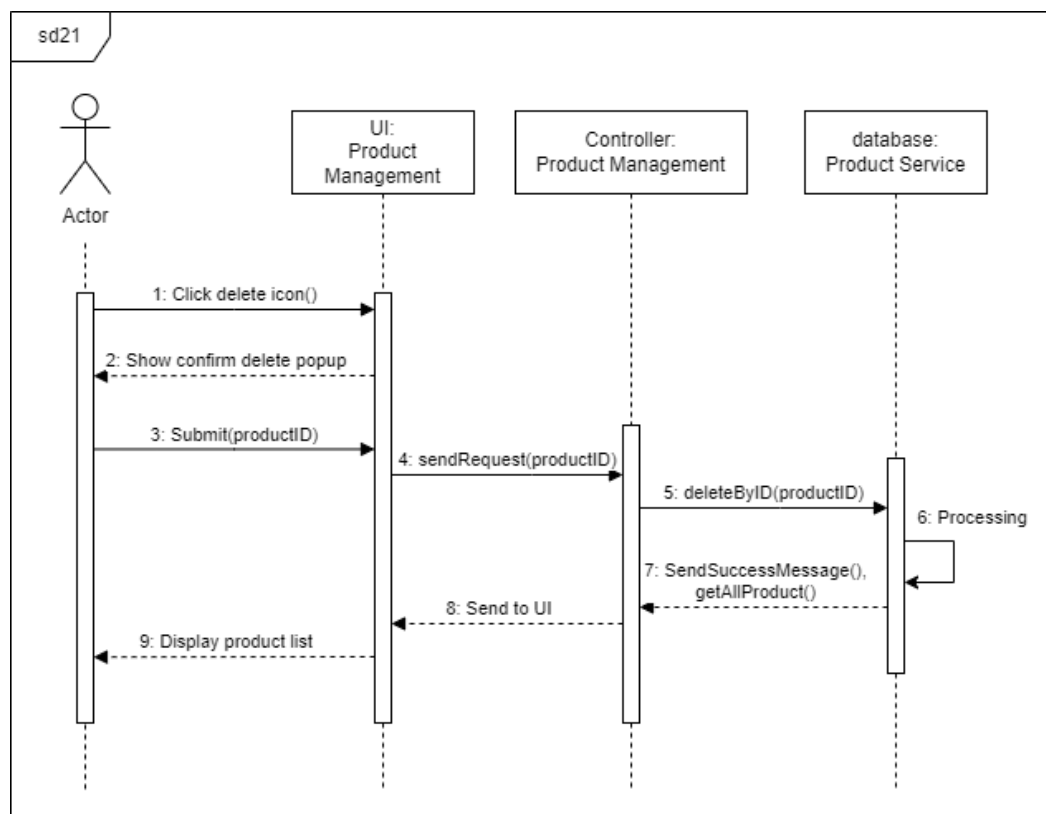 sd21
Actor
UI:
Product
Management
Controller:
Product Management
database:
Product Service
1: Click delete icon()
2: Show confirm delete popup
3: Submit(productID)
4: sendRequest(productID)
5: deleteByID(productID)
6: Processing
7: SendSuccessMessage(),
getAllProduct()
8: Send to UI
9: Display product list